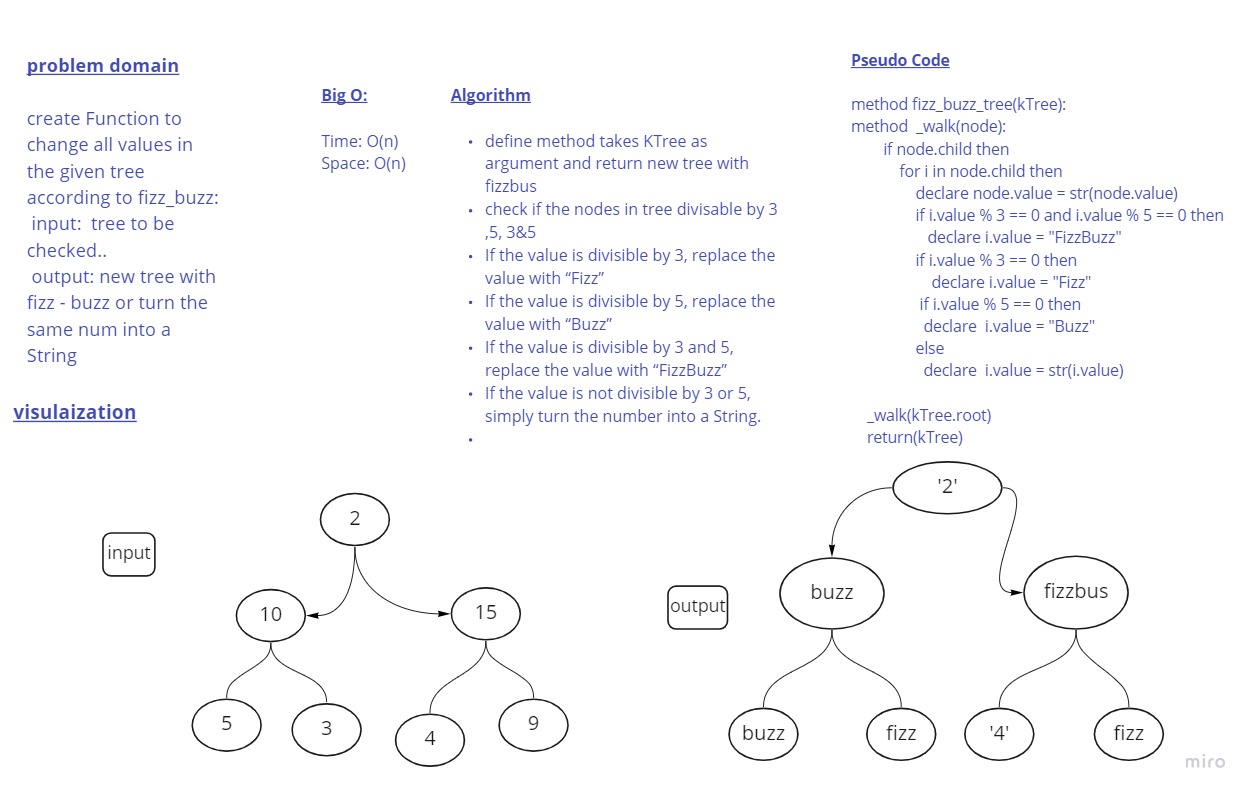 problem domain
create Function to
change all values in
the given tree
according to fizz_buzz:
input:  tree to be
checked..
output: new tree with
fizz - buzz or turn the
same num into a
String
Big O:
Time: O(n)
Space: O(n)
Algorithm
• define method takes KTree as
argument and return new tree with
fizzbus
• check if the nodes in tree divisable by 3
,5, 3&5
• If the value is divisible by 3, replace the
value with “Fizz”
• If the value is divisible by 5, replace the
value with “Buzz”
• If the value is divisible by 3 and 5,
replace the value with “FizzBuzz”
• If the value is not divisible by 3 or 5,
simply turn the number into a String.
•
Pseudo Code
method fizz_buzz_tree(kTree):
method  _walk(node):
if node.child then
for i in node.child then
declare node.value = str(node.value)
if i.value % 3 == 0 and i.value % 5 == 0 then
declare i.value = "FizzBuzz"
if i.value % 3 == 0 then
declare i.value = "Fizz"
if i.value % 5 == 0 then
declare  i.value = "Buzz"
else
declare  i.value = str(i.value)
_walk(kTree.root)
return(kTree)
visulaization
input
2
10
15
5
3
4
9
output
'2'
buzz
fizzbus
buzz
fizz
'4'
fizz
miro